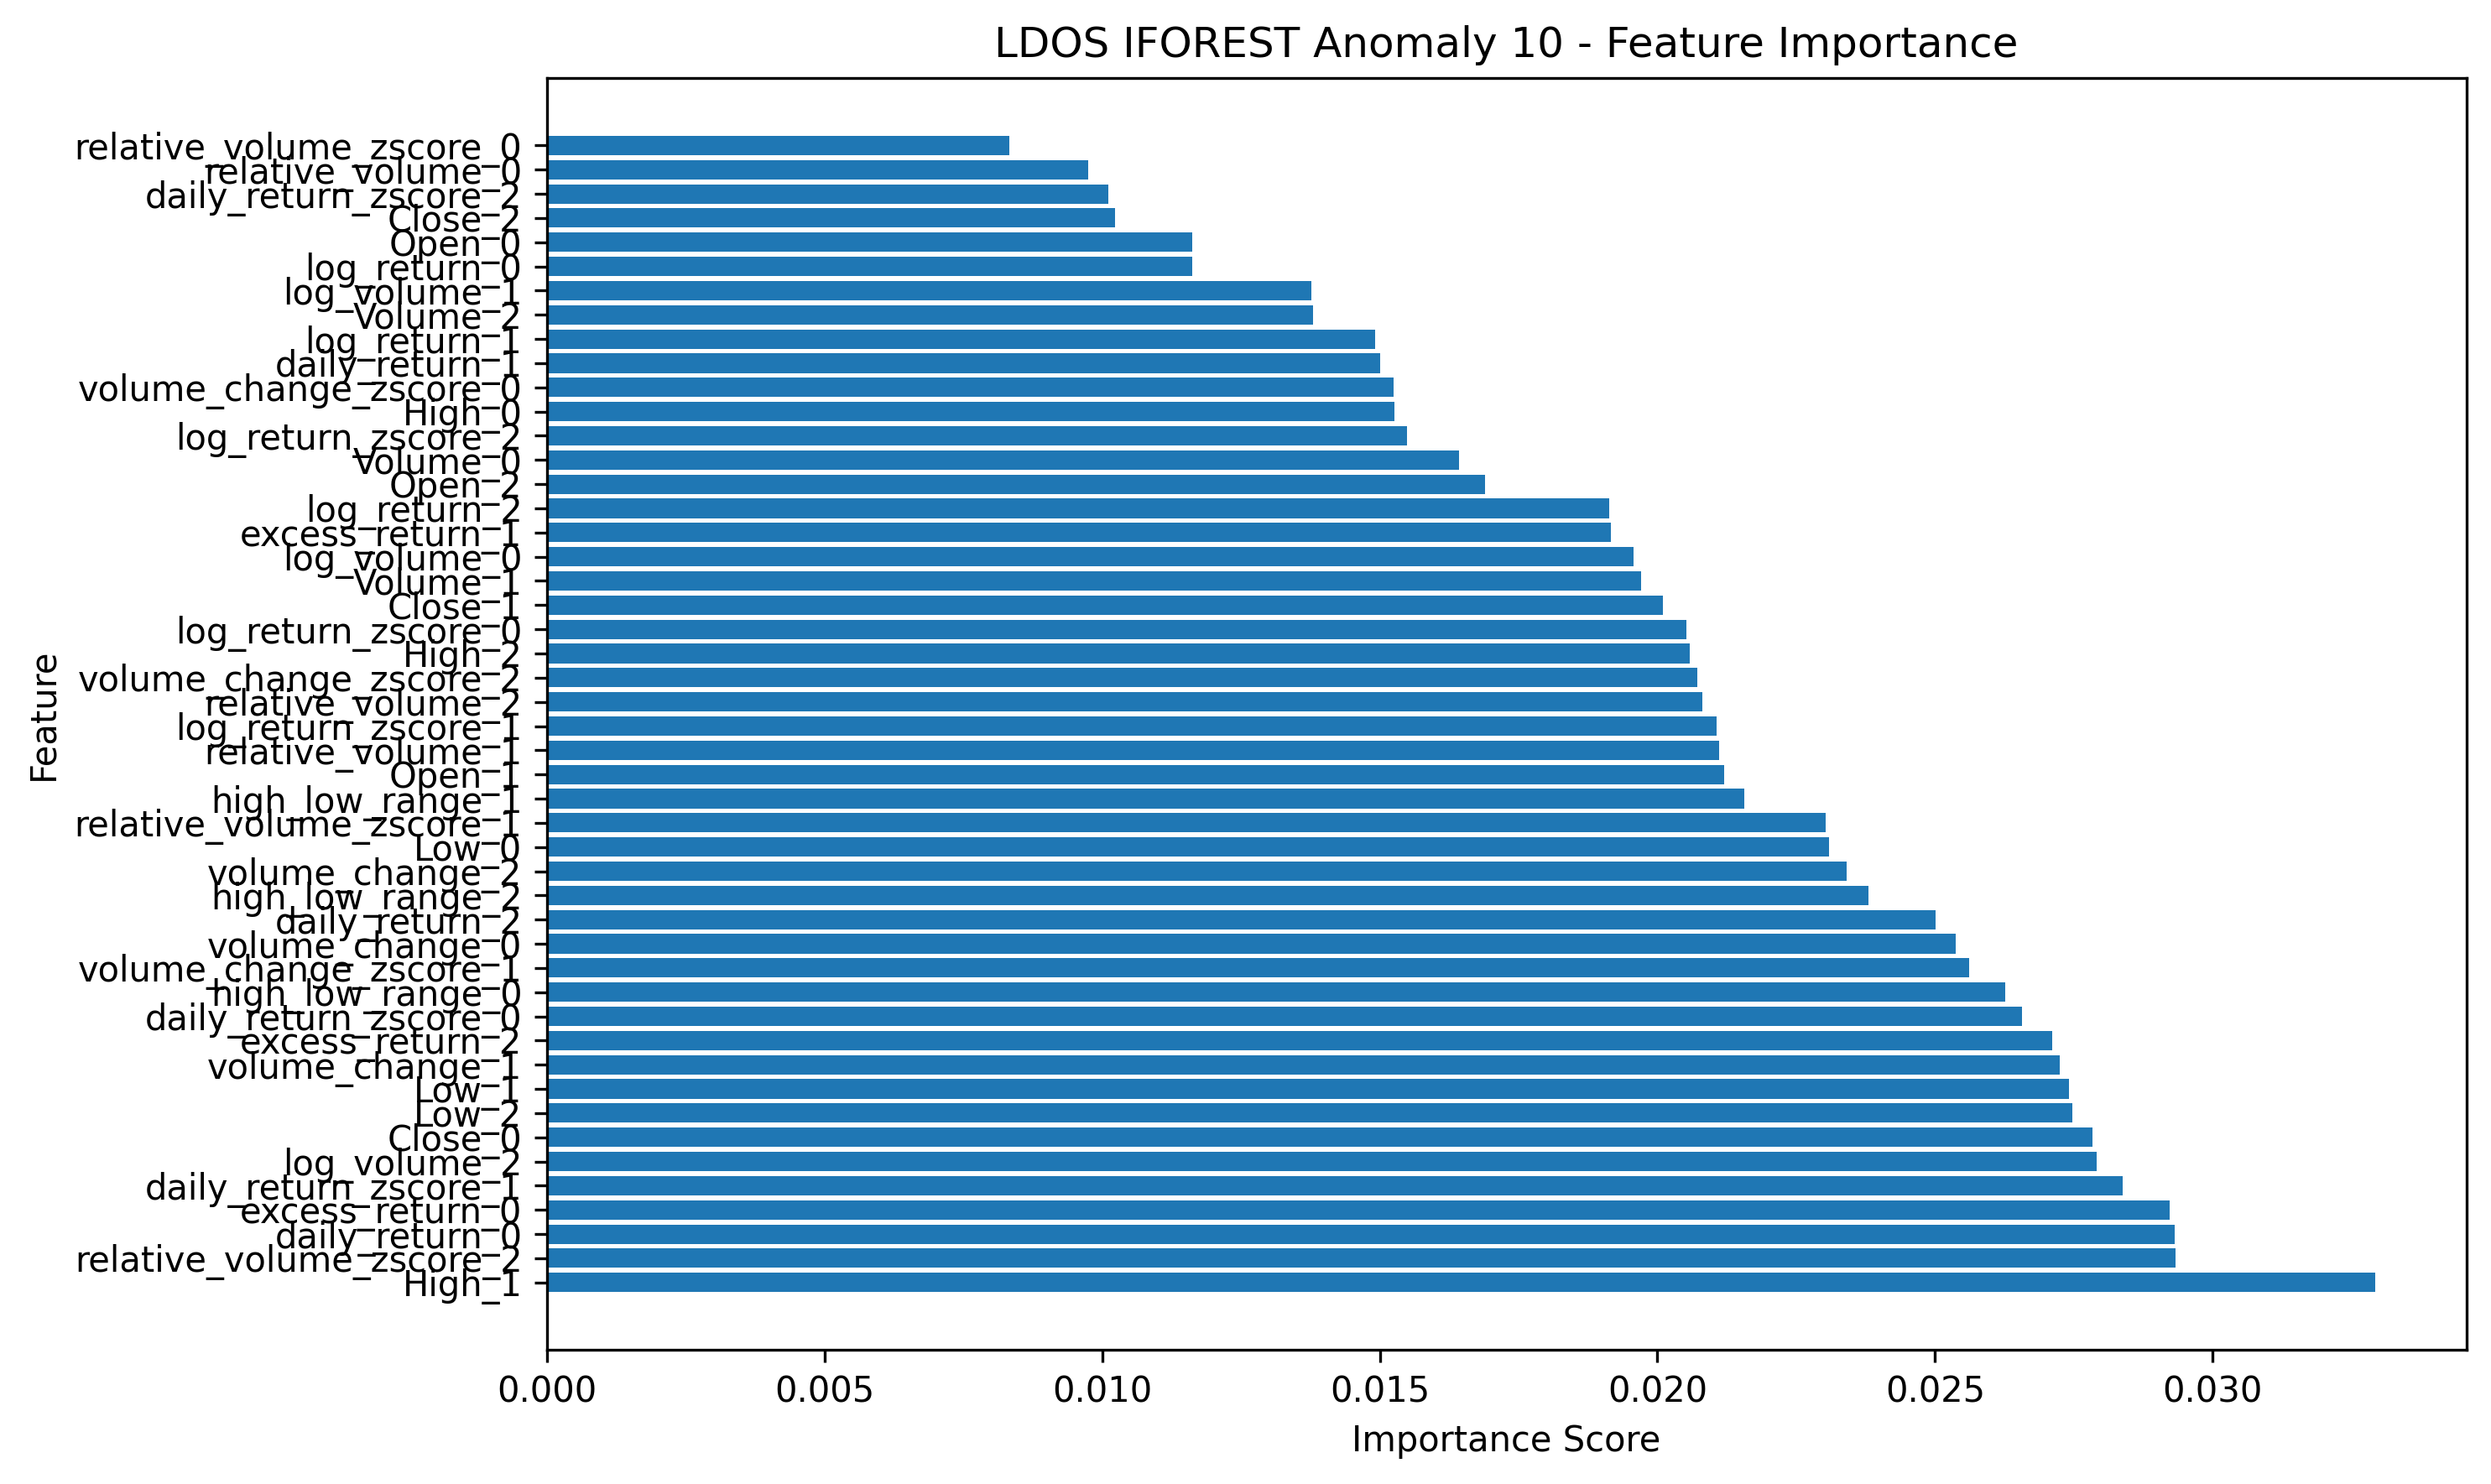 LDOS IFOREST Anomaly 10 - Feature Importance
relative_volume_zscore_0
relative_volume_0
daily_return_zscore_2
Close_2
Open_0
log_return_0
log_volume_1
Volume_2
log_return_1
daily_return_1
volume_change_zscore_0
High_0
log_return_zscore_2
Volume_0
Open_2
log_return_2
excess_return_1
log_volume_0
Volume_1
Close_1
log_return_zscore_0
High_2
volume_change_zscore_2
relative_volume_2
log_return_zscore_1
relative_volume_1
Open_1
high_low_range_1
relative_volume_zscore_1
Low_0
volume_change_2
high_low_range_2
daily_return_2
volume_change_0
volume_change_zscore_1
high_low_range_0
daily_return_zscore_0
excess_return_2
volume_change_1
Low_1
Low_2
Close_0
log_volume_2
daily_return_zscore_1
excess_return_0
daily_return_0
relative_volume_zscore_2
High_1
Feature
0.000 0.005 0.010 0.015 0.020 0.025 0.030
Importance Score